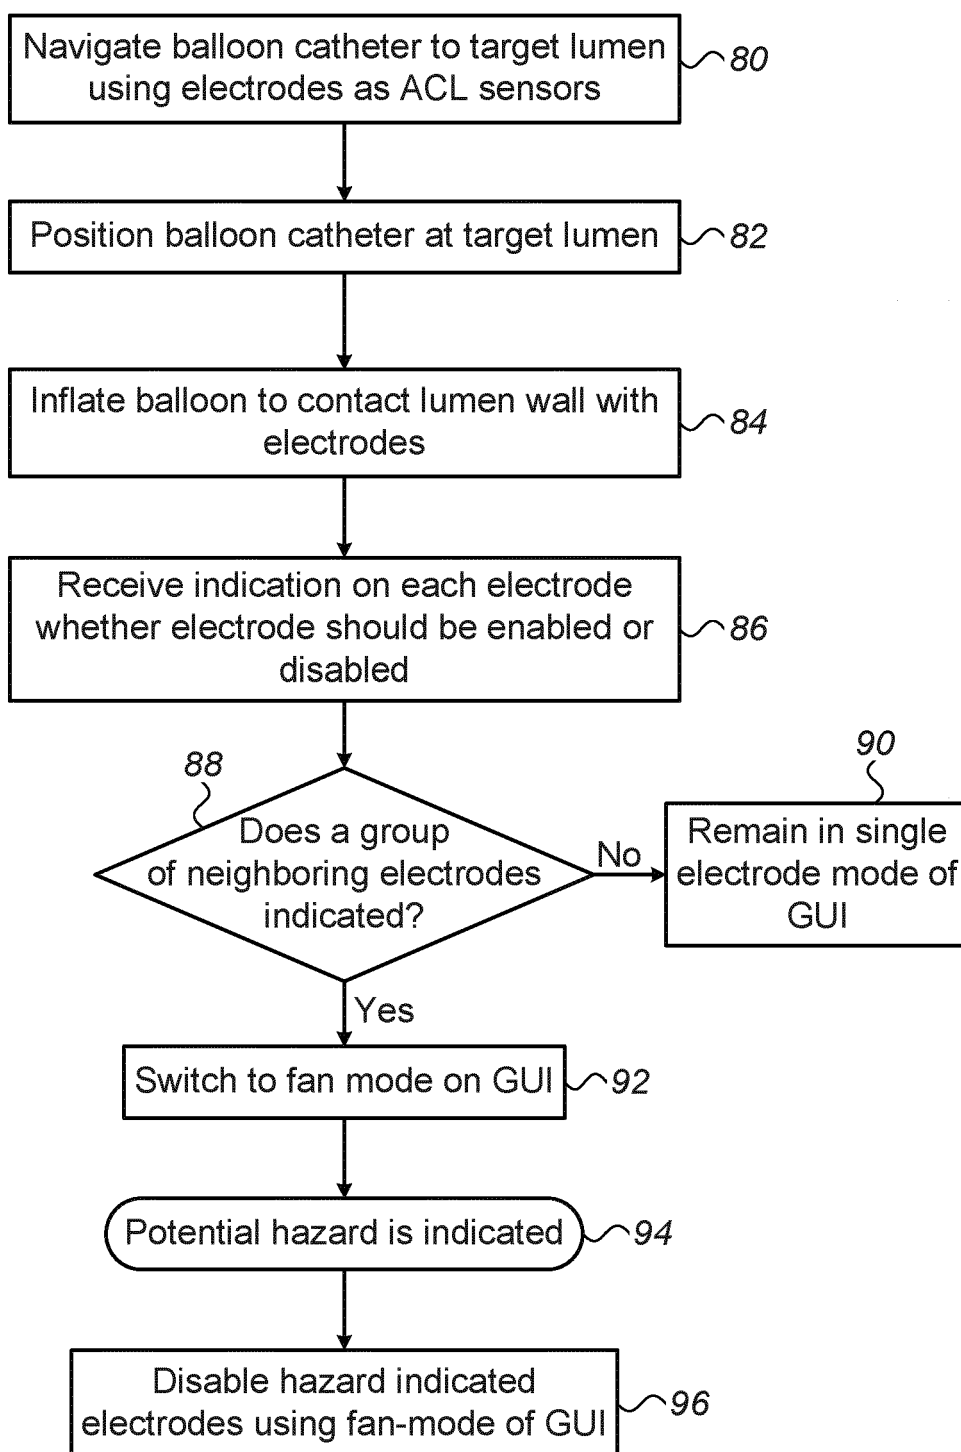 Navigate balloon catheter to target lumen
using electrodes as ACL sensors
80
Position balloon catheter at target lumen
82
Inflate balloon to contact lumen wall with
electrodes
84
Receive indication on each electrode
whether electrode should be enabled or
disabled
86
88
Does a group
of neighboring electrodes
indicated?
No
90
Remain in single
electrode mode of
GUI
Yes
Switch to fan mode on GUI
92
Potential hazard is indicated
94
Disable hazard indicated
electrodes using fan-mode of GUI
96